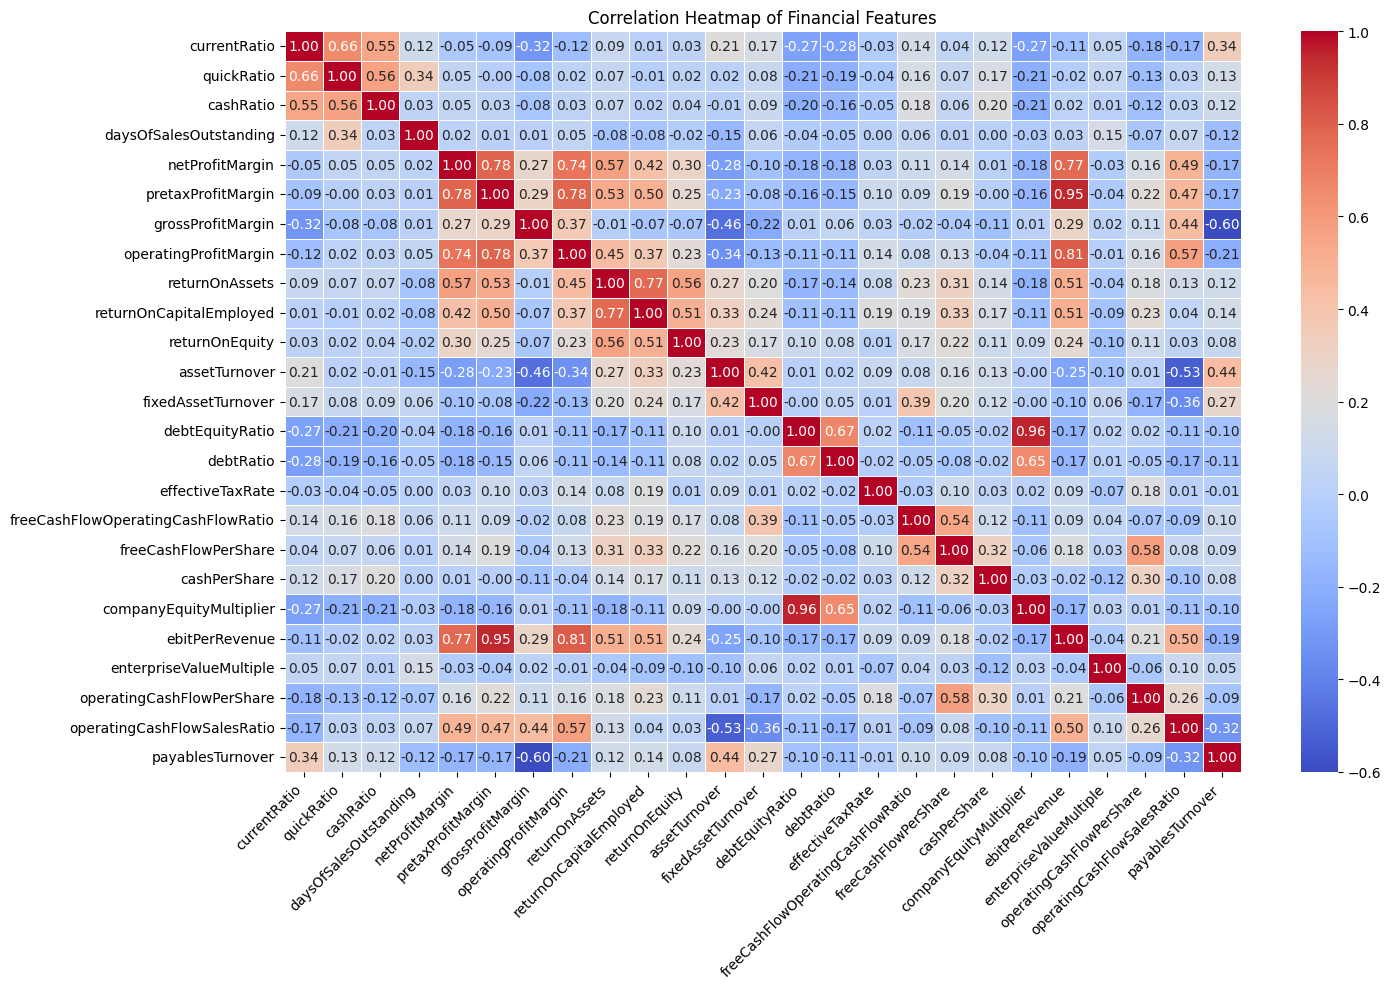 Correlation Heatmap of Financial Features
currentRatio 1.00 0.66 0.55 0.12 -0.05 -0.09 -0.32 -0.12 0.09 0.01 0.03 0.21 0.17 -0.27 -0.28 -0.03 0.14 0.04 0.12 -0.27 -0.11 0.05 -0.18 -0.17 0.34
quickRatio 0.66 1.00 0.56 0.34 0.05 -0.00 -0.08 0.02 0.07 -0.01 0.02 0.02 0.08 -0.21 -0.19 -0.04 0.16 0.07 0.17 -0.21 -0.02 0.07 -0.13 0.03 0.13
cashRatio 0.55 0.56 1.00 0.03 0.05 0.03 -0.08 0.03 0.07 0.02 0.04 -0.01 0.09 -0.20 -0.16 -0.05 0.18 0.06 0.20 -0.21 0.02 0.01 -0.12 0.03 0.12
daysOfSalesOutstanding 0.12 0.34 0.03 1.00 0.02 0.01 0.01 0.05 -0.08 -0.08 -0.02 -0.15 0.06 -0.04 -0.05 0.00 0.06 0.01 0.00 -0.03 0.03 0.15 -0.07 0.07 -0.12
netProfitMargin -0.05 0.05 0.05 0.02 1.00 0.78 0.27 0.74 0.57 0.42 0.30 -0.28 -0.10 -0.18 -0.18 0.03 0.11 0.14 0.01 -0.18 0.77 -0.03 0.16 0.49 -0.17
pretaxProfitMargin -0.09 -0.00 0.03 0.01 0.78 1.00 0.29 0.78 0.53 0.50 0.25 -0.23 -0.08 -0.16 -0.15 0.10 0.09 0.19 -0.00 -0.16 0.95 -0.04 0.22 0.47 -0.17
grossProfitMargin -0.32 -0.08 -0.08 0.01 0.27 0.29 1.00 0.37 -0.01 -0.07 -0.07 -0.46 -0.22 0.01 0.06 0.03 -0.02 -0.04 -0.11 0.01 0.29 0.02 0.11 0.44 -0.60
operatingProfitMargin -0.12 0.02 0.03 0.05 0.74 0.78 0.37 1.00 0.45 0.37 0.23 -0.34 -0.13 -0.11 -0.11 0.14 0.08 0.13 -0.04 -0.11 0.81 -0.01 0.16 0.57 -0.21
returnOnAssets 0.09 0.07 0.07 -0.08 0.57 0.53 -0.01 0.45 1.00 0.77 0.56 0.27 0.20 -0.17 -0.14 0.08 0.23 0.31 0.14 -0.18 0.51 -0.04 0.18 0.13 0.12
returnOnCapitalEmployed 0.01 -0.01 0.02 -0.08 0.42 0.50 -0.07 0.37 0.77 1.00 0.51 0.33 0.24 -0.11 -0.11 0.19 0.19 0.33 0.17 -0.11 0.51 -0.09 0.23 0.04 0.14
returnOnEquity 0.03 0.02 0.04 -0.02 0.30 0.25 -0.07 0.23 0.56 0.51 1.00 0.23 0.17 0.10 0.08 0.01 0.17 0.22 0.11 0.09 0.24 -0.10 0.11 0.03 0.08
assetTurnover 0.21 0.02 -0.01 -0.15 -0.28 -0.23 -0.46 -0.34 0.27 0.33 0.23 1.00 0.42 0.01 0.02 0.09 0.08 0.16 0.13 -0.00 -0.25 -0.10 0.01 -0.53 0.44
fixedAssetTurnover 0.17 0.08 0.09 0.06 -0.10 -0.08 -0.22 -0.13 0.20 0.24 0.17 0.42 1.00 -0.00 0.05 0.01 0.39 0.20 0.12 -0.00 -0.10 0.06 -0.17 -0.36 0.27
debtEquityRatio -0.27 -0.21 -0.20 -0.04 -0.18 -0.16 0.01 -0.11 -0.17 -0.11 0.10 0.01 -0.00 1.00 0.67 0.02 -0.11 -0.05 -0.02 0.96 -0.17 0.02 0.02 -0.11 -0.10
debtRatio -0.28 -0.19 -0.16 -0.05 -0.18 -0.15 0.06 -0.11 -0.14 -0.11 0.08 0.02 0.05 0.67 1.00 -0.02 -0.05 -0.08 -0.02 0.65 -0.17 0.01 -0.05 -0.17 -0.11
effectiveTaxRate -0.03 -0.04 -0.05 0.00 0.03 0.10 0.03 0.14 0.08 0.19 0.01 0.09 0.01 0.02 -0.02 1.00 -0.03 0.10 0.03 0.02 0.09 -0.07 0.18 0.01 -0.01
freeCashFlowOperatingCashFlowRatio 0.14 0.16 0.18 0.06 0.11 0.09 -0.02 0.08 0.23 0.19 0.17 0.08 0.39 -0.11 -0.05 -0.03 1.00 0.54 0.12 -0.11 0.09 0.04 -0.07 -0.09 0.10
freeCashFlowPerShare 0.04 0.07 0.06 0.01 0.14 0.19 -0.04 0.13 0.31 0.33 0.22 0.16 0.20 -0.05 -0.08 0.10 0.54 1.00 0.32 -0.06 0.18 0.03 0.58 0.08 0.09
cashPerShare 0.12 0.17 0.20 0.00 0.01 -0.00 -0.11 -0.04 0.14 0.17 0.11 0.13 0.12 -0.02 -0.02 0.03 0.12 0.32 1.00 -0.03 -0.02 -0.12 0.30 -0.10 0.08
companyEquityMultiplier -0.27 -0.21 -0.21 -0.03 -0.18 -0.16 0.01 -0.11 -0.18 -0.11 0.09 -0.00 -0.00 0.96 0.65 0.02 -0.11 -0.06 -0.03 1.00 -0.17 0.03 0.01 -0.11 -0.10
ebitPerRevenue -0.11 -0.02 0.02 0.03 0.77 0.95 0.29 0.81 0.51 0.51 0.24 -0.25 -0.10 -0.17 -0.17 0.09 0.09 0.18 -0.02 -0.17 1.00 -0.04 0.21 0.50 -0.19
enterpriseValueMultiple 0.05 0.07 0.01 0.15 -0.03 -0.04 0.02 -0.01 -0.04 -0.09 -0.10 -0.10 0.06 0.02 0.01 -0.07 0.04 0.03 -0.12 0.03 -0.04 1.00 -0.06 0.10 0.05
operatingCashFlowPerShare -0.18 -0.13 -0.12 -0.07 0.16 0.22 0.11 0.16 0.18 0.23 0.11 0.01 -0.17 0.02 -0.05 0.18 -0.07 0.58 0.30 0.01 0.21 -0.06 1.00 0.26 -0.09
operatingCashFlowSalesRatio -0.17 0.03 0.03 0.07 0.49 0.47 0.44 0.57 0.13 0.04 0.03 -0.53 -0.36 -0.11 -0.17 0.01 -0.09 0.08 -0.10 -0.11 0.50 0.10 0.26 1.00 -0.32
payablesTurnover 0.34 0.13 0.12 -0.12 -0.17 -0.17 -0.60 -0.21 0.12 0.14 0.08 0.44 0.27 -0.10 -0.11 -0.01 0.10 0.09 0.08 -0.10 -0.19 0.05 -0.09 -0.32 1.00
currentRatio
quickRatio
cashRatio
daysOfSalesOutstanding
netProfitMargin
pretaxProfitMargin
grossProfitMargin
operatingProfitMargin
returnOnAssets
returnOnCapitalEmployed
returnOnEquity
assetTurnover
fixedAssetTurnover
debtEquityRatio
debtRatio
effectiveTaxRate
freeCashFlowOperatingCashFlowRatio
freeCashFlowPerShare
cashPerShare
companyEquityMultiplier
ebitPerRevenue
enterpriseValueMultiple
operatingCashFlowPerShare
operatingCashFlowSalesRatio
payablesTurnover
1.0
0.8
0.6
0.4
0.2
0.0
−0.2
−0.4
−0.6